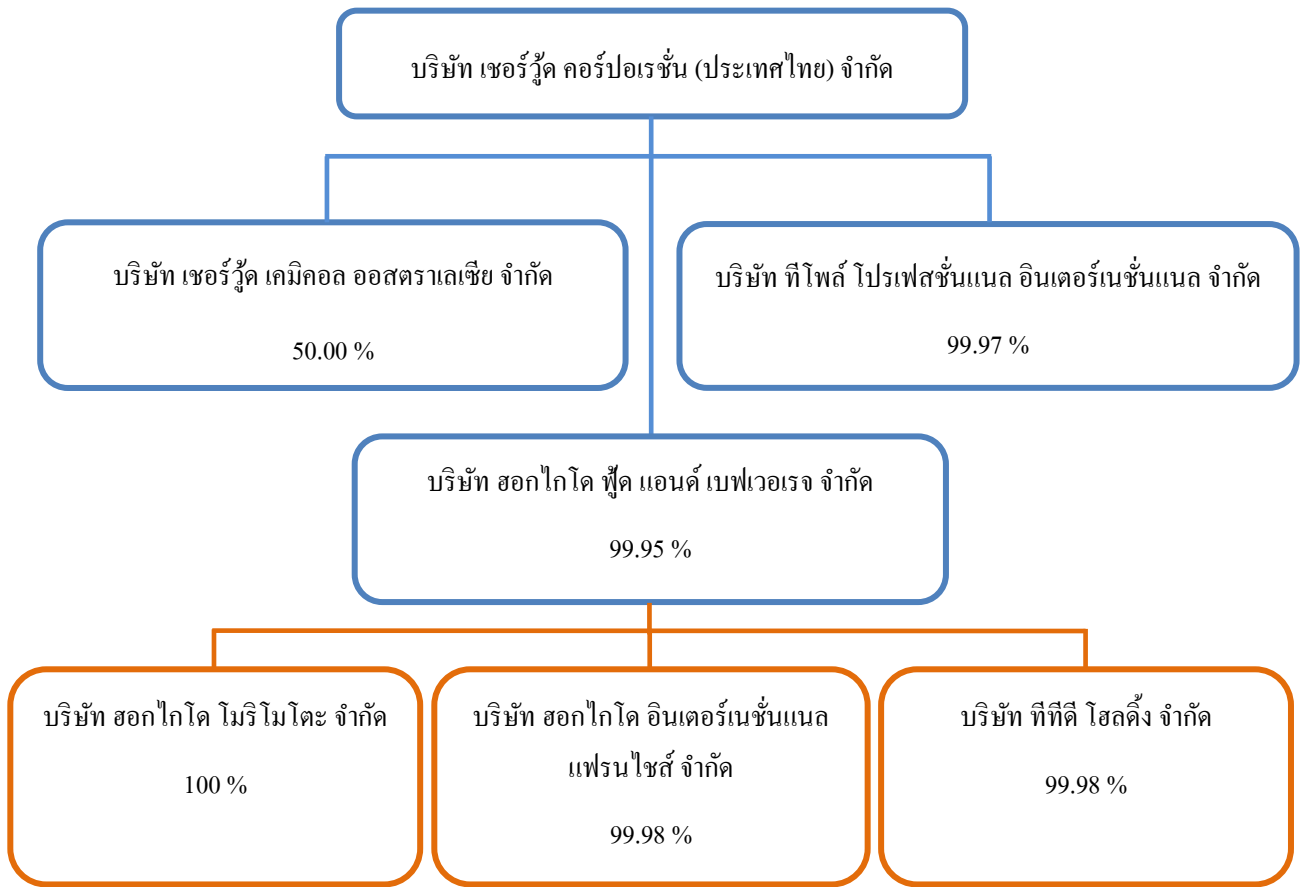 บริษัท เชอร์วู้ด คอร์ปอเรชั่น (ประเทศไทย) จำกัด
บริษัท เชอร์วู้ด เคมิคอล ออสตราเลเซีย จำกัด
50.00 %
บริษัท ทีโพล์ โปรเฟสชั่นแนล อินเตอร์เนชั่นแนล จำกัด
99.97 %
บริษัท ฮอกไกโด ฟู้ด แอนด์ เบฟเวอเรจ จำกัด
99.95 %
บริษัท ฮอกไกโด โมริโมโตะ จำกัด
100 %
บริษัท ฮอกไกโด อินเตอร์เนชั่นแนล
แฟรนไชส์ จำกัด
99.98 %
บริษัท ทีทีดี โฮลดิ้ง จำกัด
99.98 %